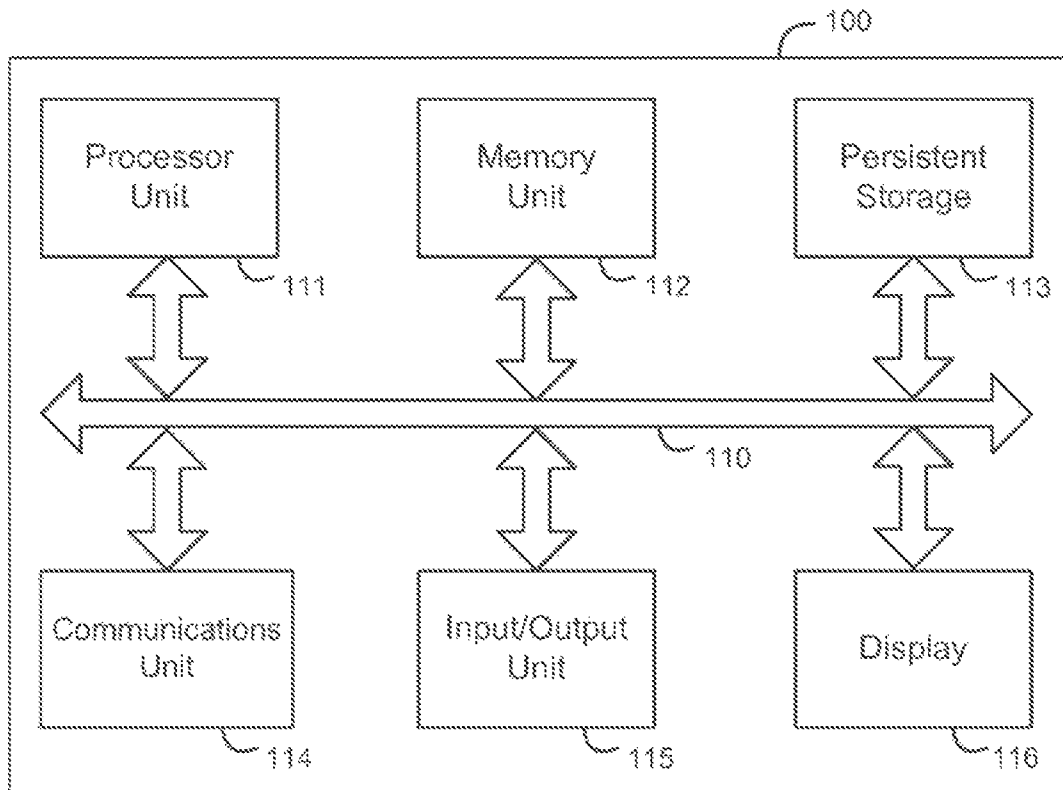 100
Processor
Unit
111
Memory
Unit
112
Persistent
Storage
113
110
Communications
Unit
114
Input/Output
Unit
115
Display
116